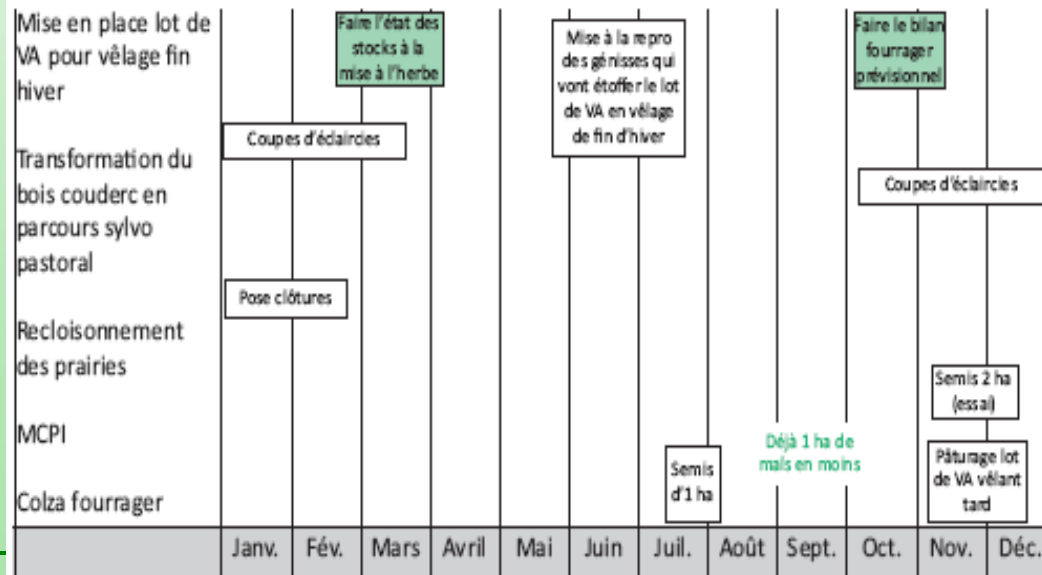 Mise en place lot de
VA pour vêlage fin
hiver
Faire l'état des
stocks à la
mise à l'herbe
Mise à la repro
des génisses qui
vont étoffer le lot
de VA en vêlage
de fin d'hiver
Faire le bilan
fourrager
prévisionnel
Transformation du
bois couderc en
parcours sylvo
pastoral
Coupes d'éclaircies
Coupes d'éclaircies
Recloisonnement
des prairies
Pose clôtures
MCPI
Semis 2 ha
(essai)
Colza fourrager
Semis
d'1 ha
Déjà 1 ha de
maïs en moins
Pâturage lot
de VA vêlant
tard
Janv. Fév. Mars Avril Mai Juin Juil. Août Sept. Oct. Nov. Déc.